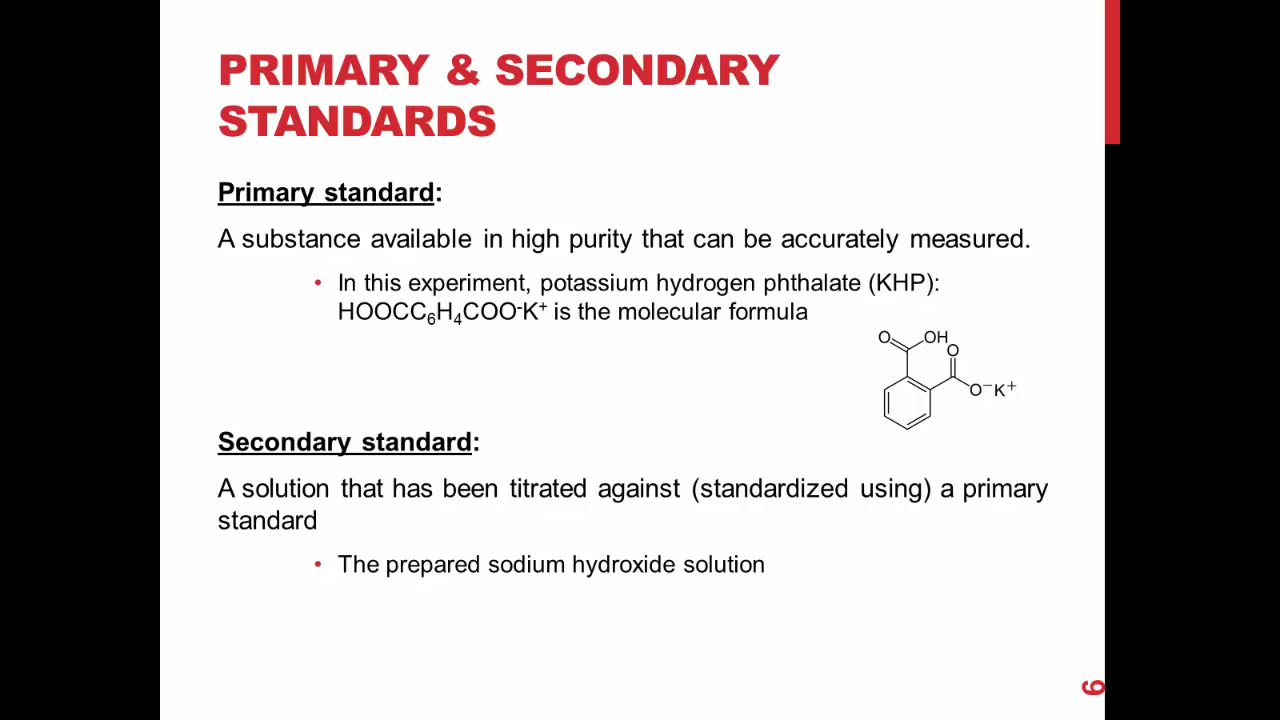 PRIMARY & SECONDARY
STANDARDS
Primary standard:
A substance available in high purity that can be accurately measured.
• In this experiment, potassium hydrogen phthalate (KHP):
HOOCC₆H₄COO⁻K⁺ is the molecular formula
O OH
O
O⁻K⁺
Secondary standard:
A solution that has been titrated against (standardized using) a primary
standard
• The prepared sodium hydroxide solution
6